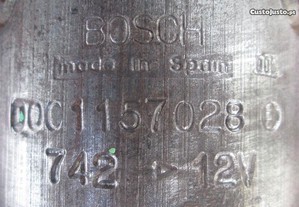 CustoJusto.pt
BOSCH
made in Spain
0001157028
742 > 12V